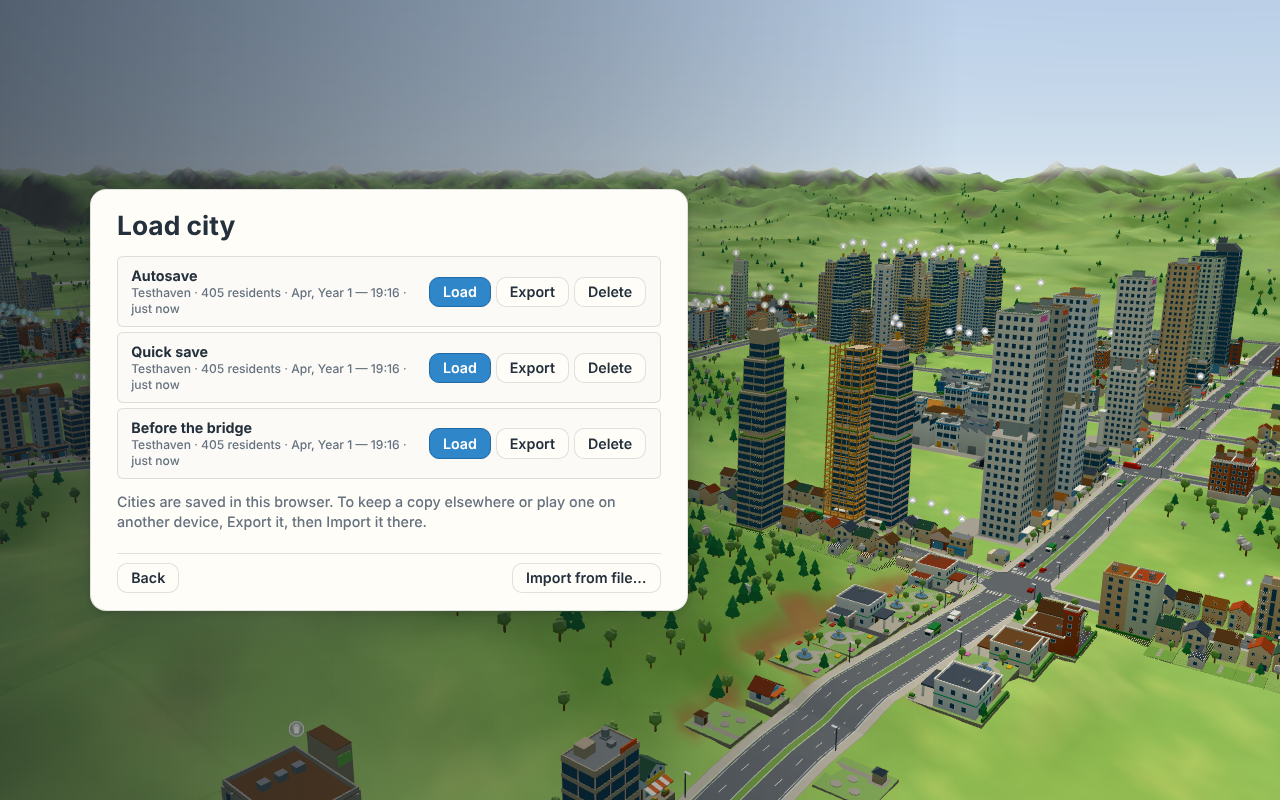 Load city
Autosave
Testhaven · 405 residents · Apr, Year 1 — 19:16 ·
just now
Load
Export
Delete
Quick save
Testhaven · 405 residents · Apr, Year 1 — 19:16 ·
just now
Load
Export
Delete
Before the bridge
Testhaven · 405 residents · Apr, Year 1 — 19:16 ·
just now
Load
Export
Delete
Cities are saved in this browser. To keep a copy elsewhere or play one on
another device, Export it, then Import it there.
Back
Import from file…